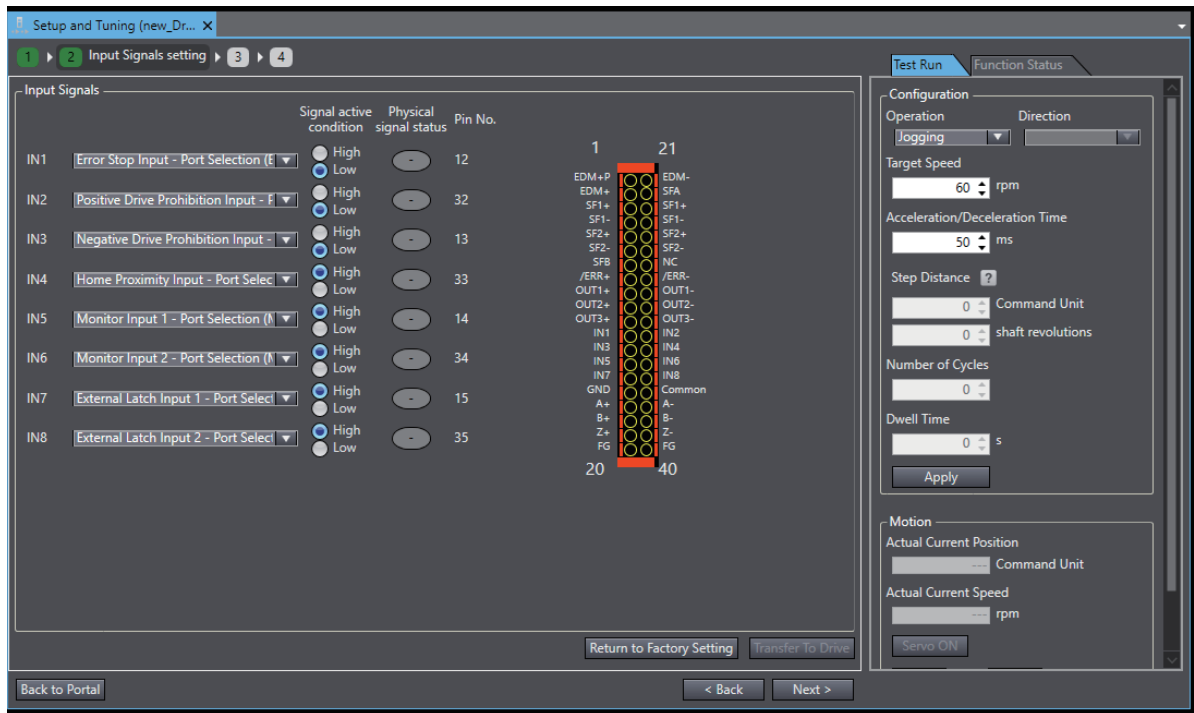 Setup and Tuning (new_Dr... X
1 2 Input Signals setting 3 4
Input Signals
Signal active condition Physical signal status Pin No.
IN1 Error Stop Input - Port Selection (E High Low - 12
IN2 Positive Drive Prohibition Input - P High Low - 32
IN3 Negative Drive Prohibition Input - High Low - 13
IN4 Home Proximity Input - Port Selec High Low - 33
IN5 Monitor Input 1 - Port Selection (M High Low - 14
IN6 Monitor Input 2 - Port Selection (M High Low - 34
IN7 External Latch Input 1 - Port Select High Low - 15
IN8 External Latch Input 2 - Port Select High Low - 35
1 21
EDM+P EDM-
EDM+ SFA
SF1+ SF1+
SF1- SF1-
SF2+ SF2+
SF2- SF2-
SFB NC
/ERR+ /ERR-
OUT1+ OUT1-
OUT2+ OUT2-
OUT3+ OUT3-
IN1 IN2
IN3 IN4
IN5 IN6
IN7 IN8
GND Common
A+ A-
B+ B-
Z+ Z-
FG FG
20 40
Return to Factory Setting Transfer To Drive
Back to Portal < Back Next >
Test Run Function Status
Configuration
Operation Direction
Jogging
Target Speed
60 rpm
Acceleration/Deceleration Time
50 ms
Step Distance ?
0 Command Unit
0 shaft revolutions
Number of Cycles
0
Dwell Time
0 s
Apply
Motion
Actual Current Position
--- Command Unit
Actual Current Speed
--- rpm
Servo ON